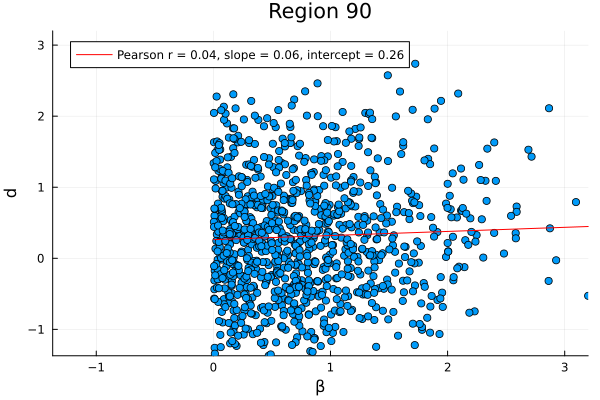 Region 90
Pearson r = 0.04, slope = 0.06, intercept = 0.26
3
2
1
0
−1
d
−1
0
1
2
3
β